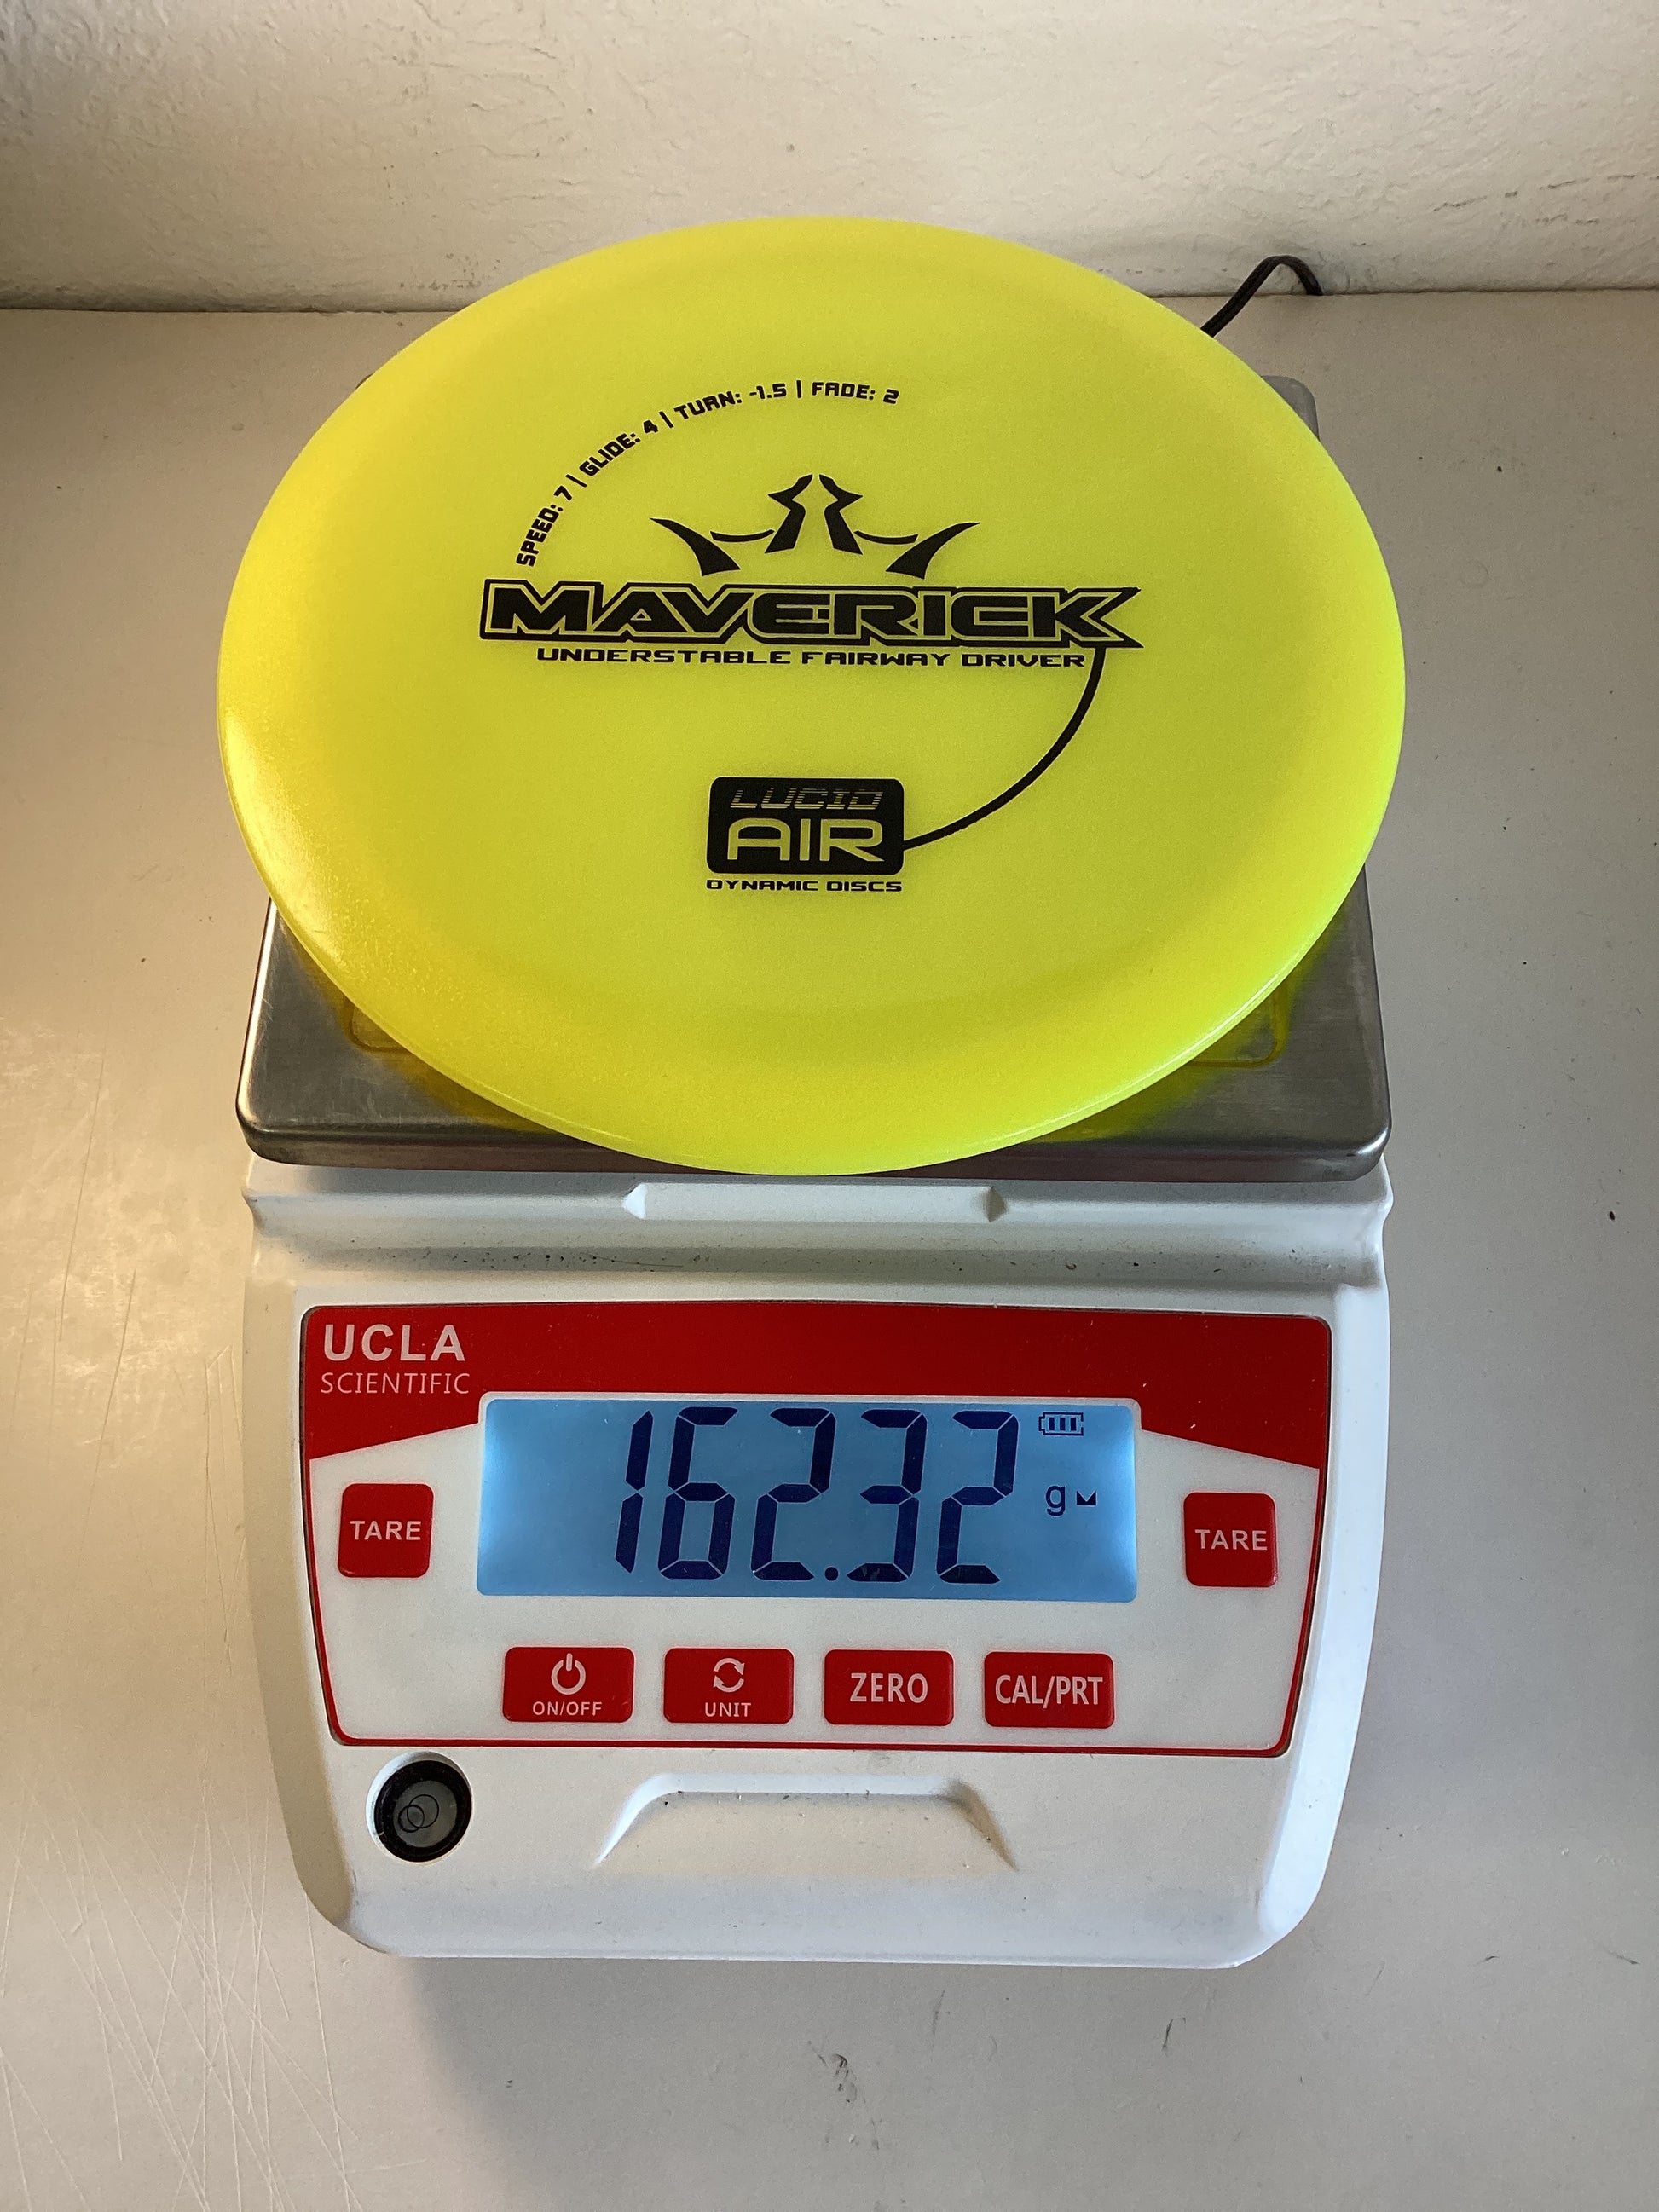 SPEED: 7 | GLIDE: 4 | TURN: -1.5 | FADE: 2
MAVERICK
UNDERSTABLE FAIRWAY DRIVER
LUCID
AIR
DYNAMIC DISCS
UCLA
SCIENTIFIC
162.32 g
TARE
TARE
ON/OFF
UNIT
ZERO
CAL/PRT